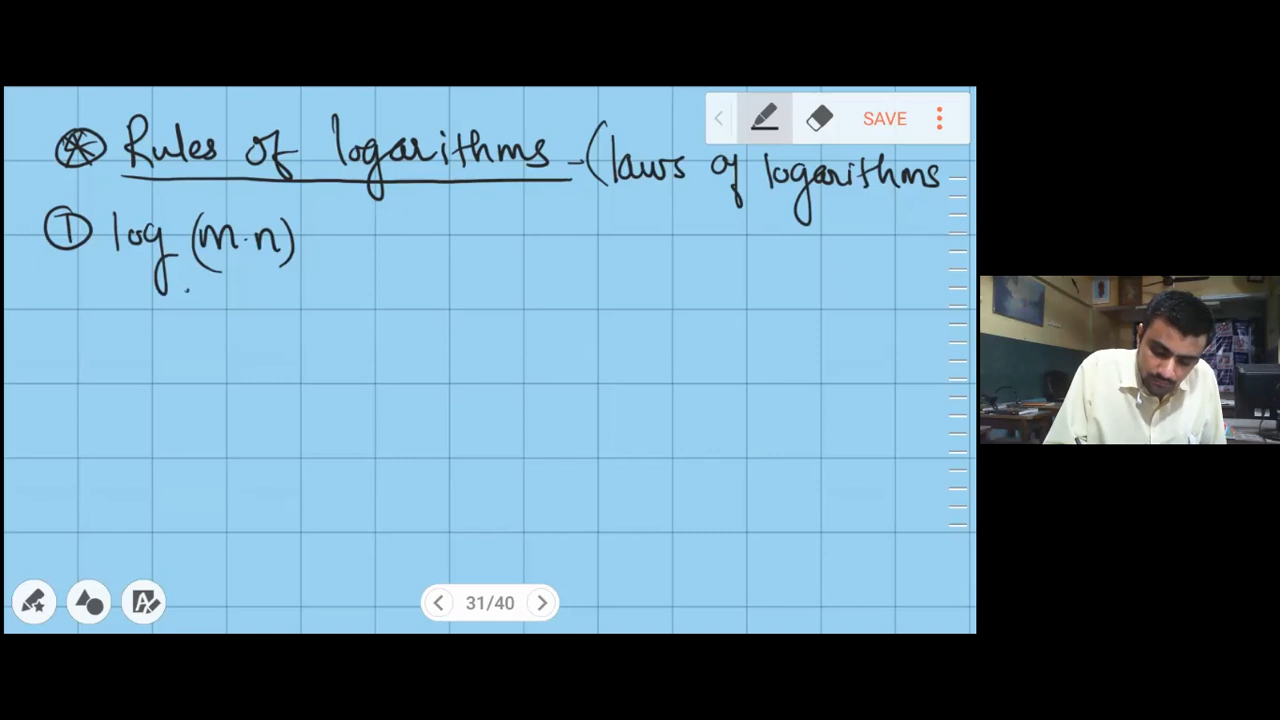 SAVE
Rules of logarithms - (laws of logarithms
① log (m·n)
31/40